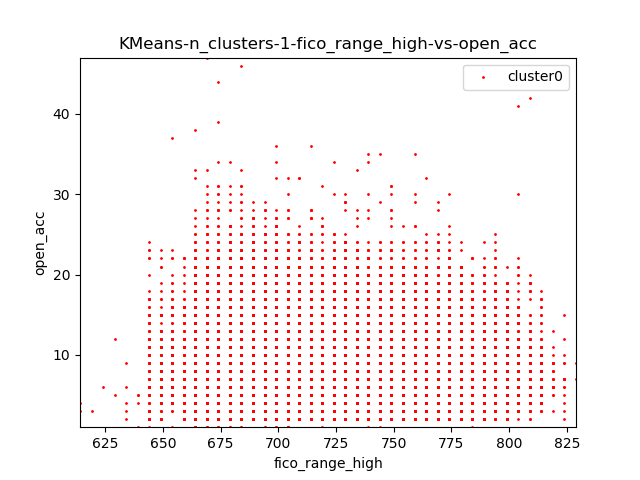 KMeans-n_clusters-1-fico_range_high-vs-open_acc
cluster0
40
30
20
10
open_acc
625 650 675 700 725 750 775 800 825
fico_range_high